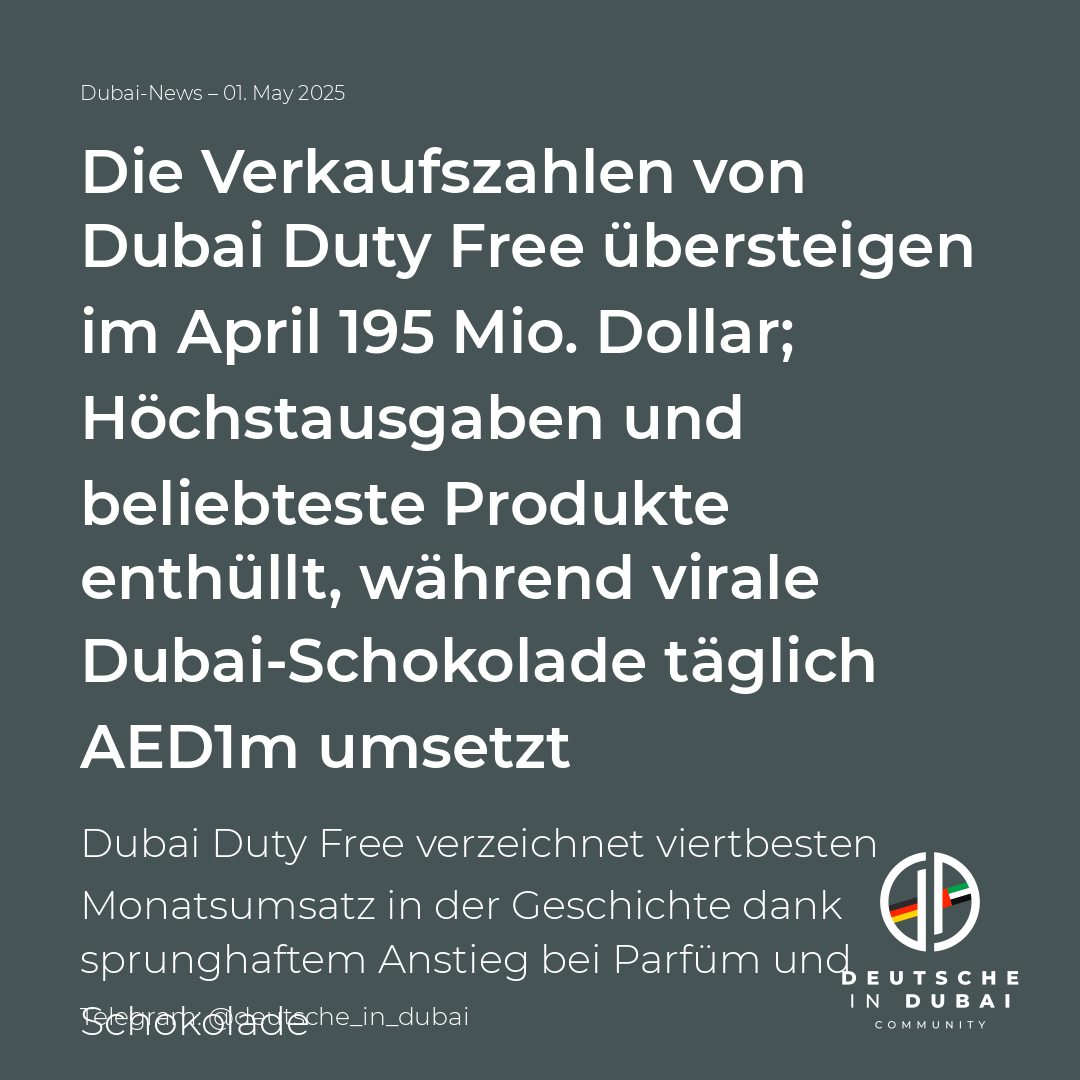 Dubai-News – 01. May 2025
Die Verkaufszahlen von
Dubai Duty Free übersteigen
im April 195 Mio. Dollar;
Höchstausgaben und
beliebteste Produkte
enthüllt, während virale
Dubai-Schokolade täglich
AED1m umsetzt
Dubai Duty Free verzeichnet viertbesten
Monatsumsatz in der Geschichte dank
sprunghaftem Anstieg bei Parfüm und
Schokolade
Telegram: @deutsche_in_dubai
DEUTSCHE
IN DUBAI
COMMUNITY